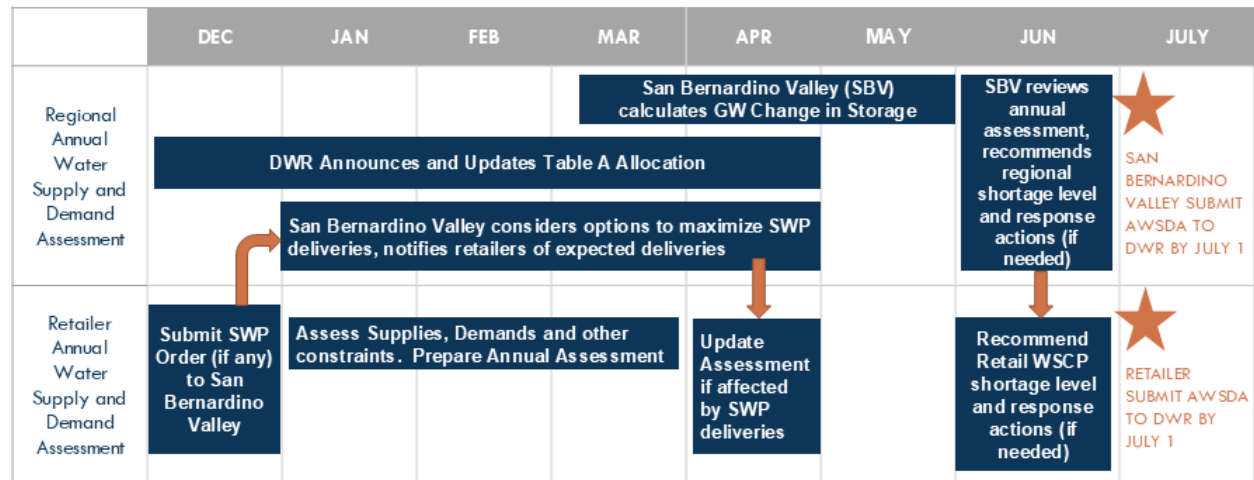 DEC JAN FEB MAR APR MAY JUN JULY
Regional
Annual
Water
Supply and
Demand
Assessment
San Bernardino Valley (SBV)
calculates GW Change in Storage
DWR Announces and Updates Table A Allocation
San Bernardino Valley considers options to maximize SWP
deliveries, notifies retailers of expected deliveries
SBV reviews
annual
assessment,
recommends
regional
shortage level
and response
actions (if
needed)
SAN
BERNARDINO
VALLEY SUBMIT
AWSDA TO
DWR BY JULY 1
Retailer
Annual
Water
Supply and
Demand
Assessment
Submit SWP
Order (if any)
to San
Bernardino
Valley
Assess Supplies, Demands and other
constraints. Prepare Annual Assessment
Update
Assessment
if affected
by SWP
deliveries
Recommend
Retail WSCP
shortage level
and response
actions (if
needed)
RETAILER
SUBMIT AWSDA
TO DWR BY
JULY 1